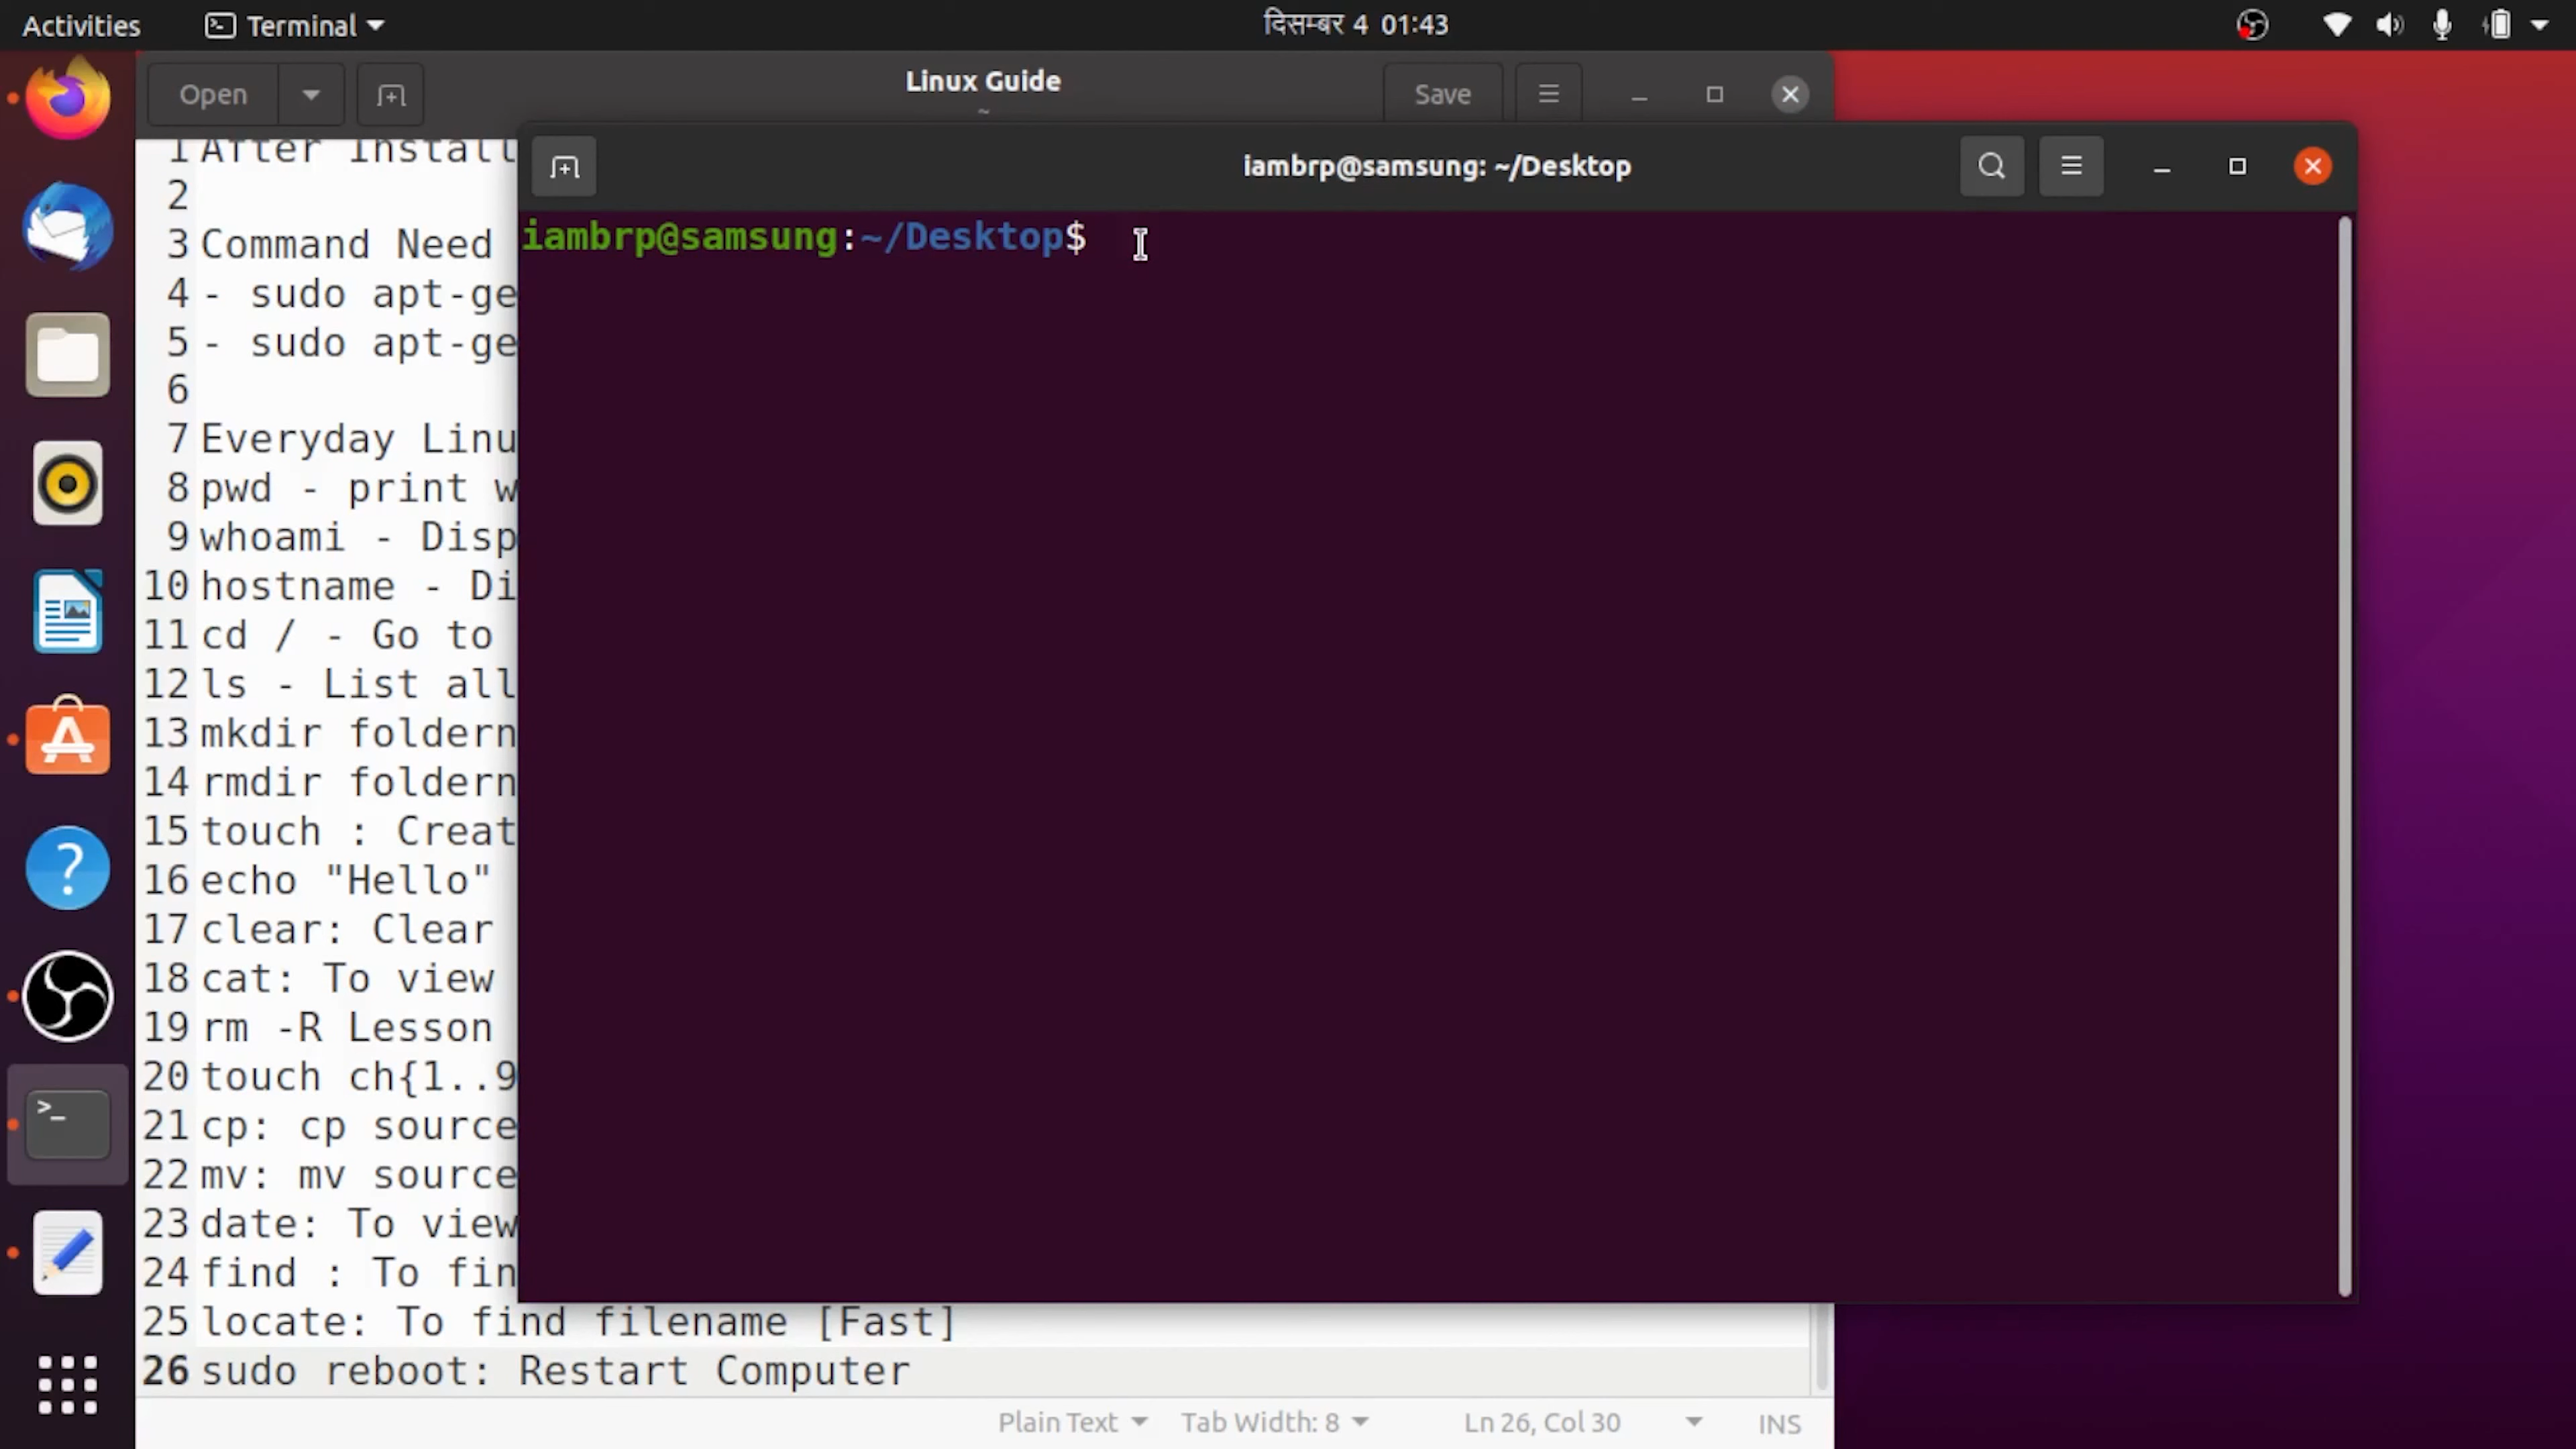 Activities Terminal दिसम्बर 4 01:43
Open Linux Guide Save
~
iambrp@samsung: ~/Desktop
iambrp@samsung:~/Desktop$
1 After Install
2
3 Command Need
4 - sudo apt-ge
5 - sudo apt-ge
6
7 Everyday Linu
8 pwd - print w
9 whoami - Disp
10 hostname - Di
11 cd / - Go to
12 ls - List all
13 mkdir foldern
14 rmdir foldern
15 touch : Creat
16 echo "Hello"
17 clear: Clear
18 cat: To view
19 rm -R Lesson
20 touch ch{1..9
21 cp: cp source
22 mv: mv source
23 date: To view
24 find : To fin
25 locate: To find filename [Fast]
26 sudo reboot: Restart Computer
Plain Text Tab Width: 8 Ln 26, Col 30 INS